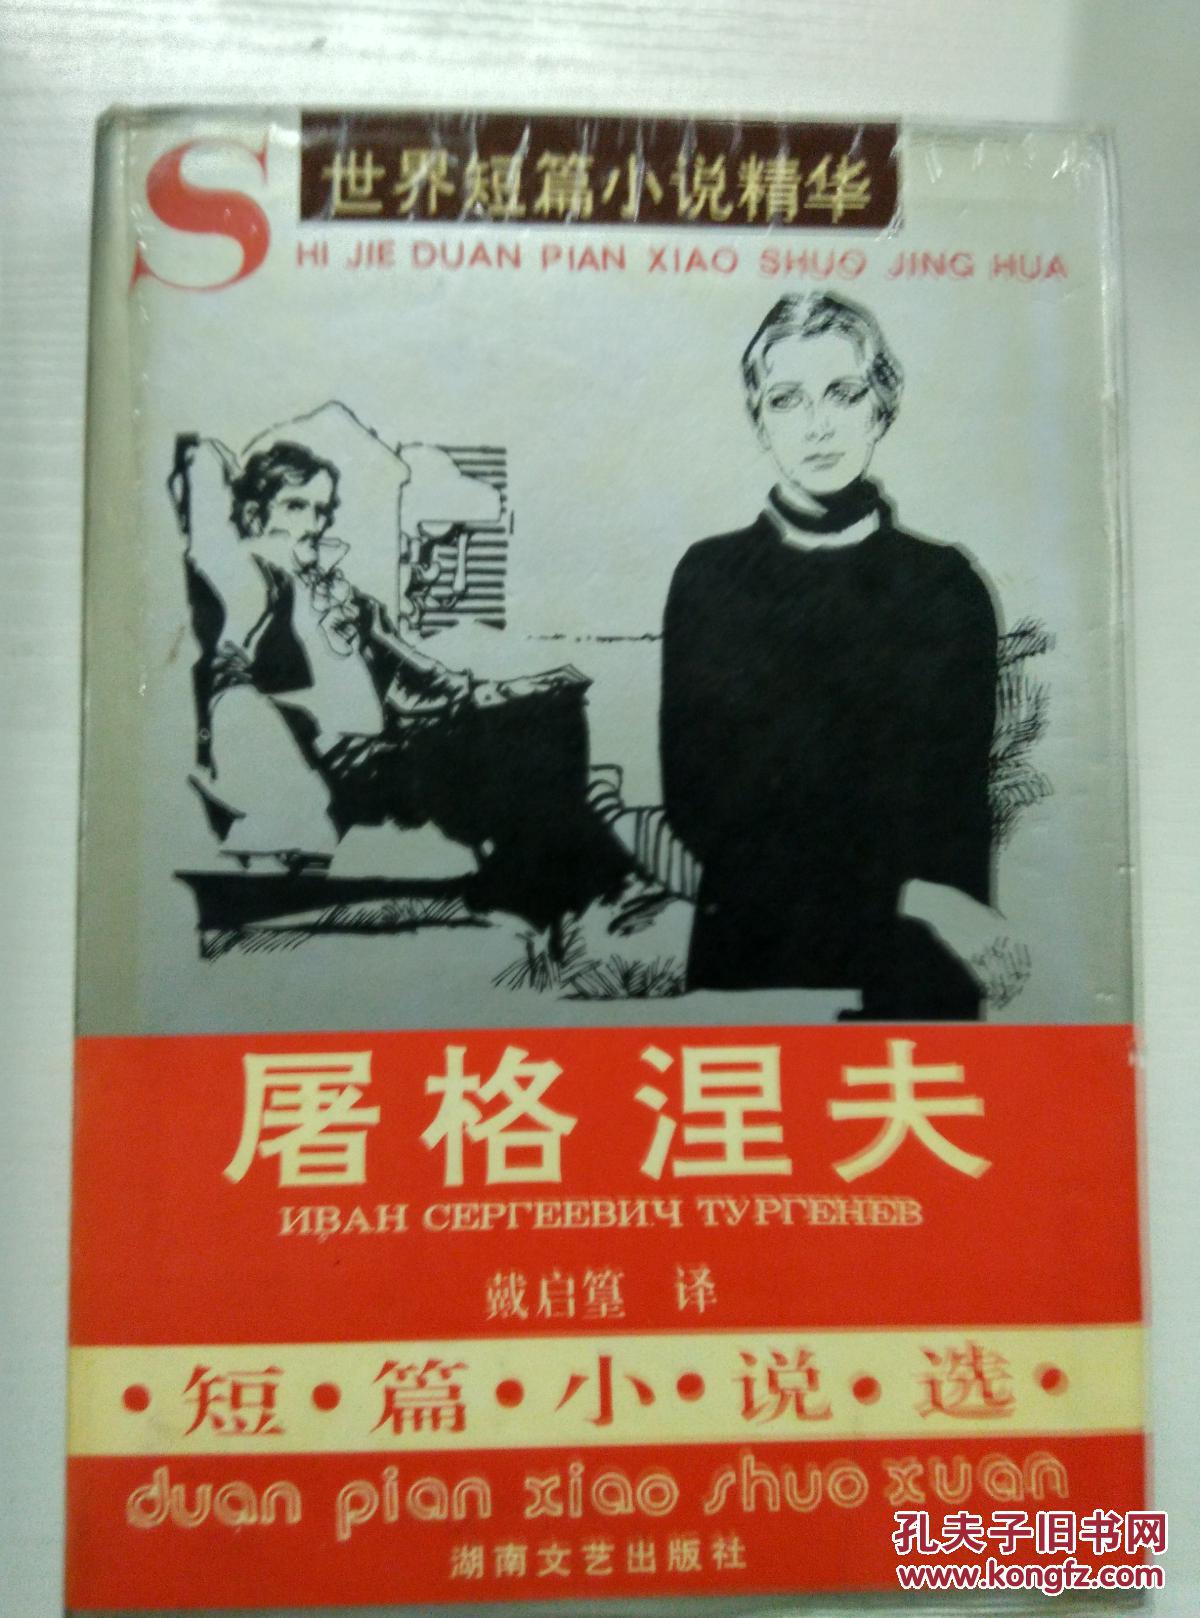 世界短篇小说精华
SHI JIE DUAN PIAN XIAO SHUO JING HUA
屠格涅夫
ИВАН СЕРГЕЕВИЧ ТУРГЕНЕВ
戴启篁 译
·短·篇·小·说·选·
duan pian xiao shuo xuan
湖南文艺出版社
孔夫子旧书网
www.kongfz.com